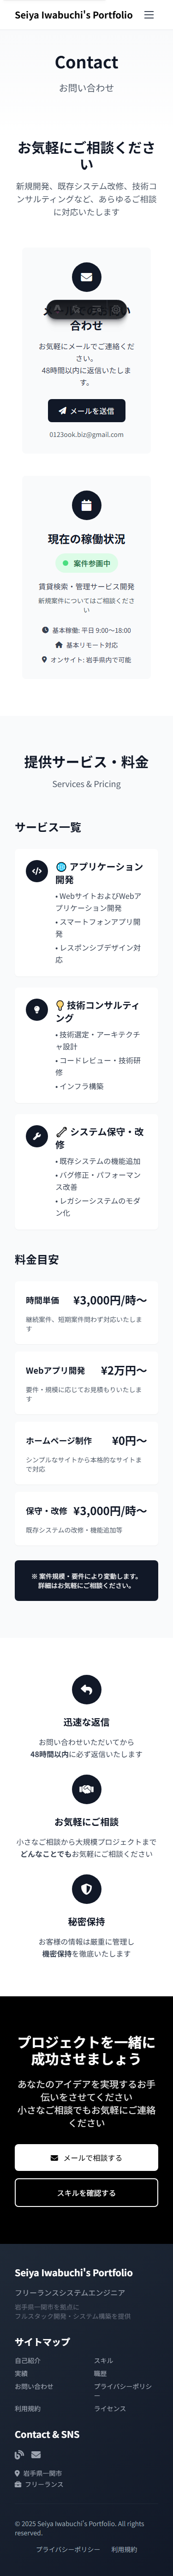 Seiya Iwabuchi's Portfolio
Contact
お問い合わせ
お気軽にご相談くださ
い
新規開発、既存システム改修、技術コ
ンサルティングなど、あらゆるご相談
に対応いたします
い
合わせ
お気軽にメールでご連絡くだ
さい。
48時間以内に返信いたしま
す。
メールを送信
0123ook.biz@gmail.com
現在の稼働状況
案件参画中
賃貸検索・管理サービス開発
新規案件についてはご相談くださ
い
基本稼働: 平日 9:00〜18:00
基本リモート対応
オンサイト: 岩手県内で可能
提供サービス・料金
Services & Pricing
サービス一覧
アプリケーション
開発
• WebサイトおよびWebア
プリケーション開発
• スマートフォンアプリ開
発
• レスポンシブデザイン対
応
技術コンサルティ
ング
• 技術選定・アーキテクチ
ャ設計
• コードレビュー・技術研
修
• インフラ構築
システム保守・改
修
• 既存システムの機能追加
• バグ修正・パフォーマン
ス改善
• レガシーシステムのモダ
ン化
料金目安
時間単価 ¥3,000円/時〜
継続案件、短期案件問わず対応いたしま
す
Webアプリ開発 ¥2万円〜
要件・規模に応じてお見積もりいたしま
す
ホームページ制作 ¥0円〜
シンプルなサイトから本格的なサイトま
で対応
保守・改修 ¥3,000円/時〜
既存システムの改修・機能追加等
※ 案件規模・要件により変動します。
詳細はお気軽にご相談ください。
迅速な返信
お問い合わせいただいてから
48時間以内に必ず返信いたします
お気軽にご相談
小さなご相談から大規模プロジェクトまで
どんなことでもお気軽にご相談ください
秘密保持
お客様の情報は厳重に管理し
機密保持を徹底いたします
プロジェクトを一緒に
成功させましょう
あなたのアイデアを実現するお手
伝いをさせてください
小さなご相談でもお気軽にご連絡
ください
メールで相談する
スキルを確認する
Seiya Iwabuchi's Portfolio
フリーランスシステムエンジニア
岩手県一関市を拠点に
フルスタック開発・システム構築を提供
サイトマップ
自己紹介 スキル
実績 職歴
お問い合わせ プライバシーポリシ
ー
利用規約 ライセンス
Contact & SNS
岩手県一関市
フリーランス
© 2025 Seiya Iwabuchi's Portfolio. All rights
reserved.
プライバシーポリシー 利用規約